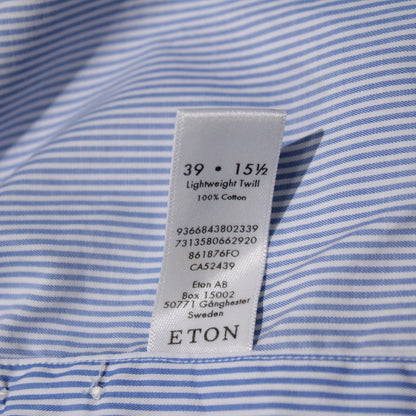 39 • 15½
Lightweight Twill
100% Cotton
9366843802339
7313580662920
861876FO
CA52439
Eton AB
Box 15002
50771 Gånghester
Sweden
ETON